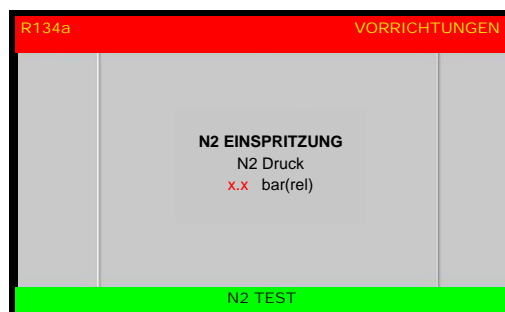 R134a VORRICHTUNGEN
N2 EINSPRITZUNG
N2 Druck
x.x bar(rel)
N2 TEST